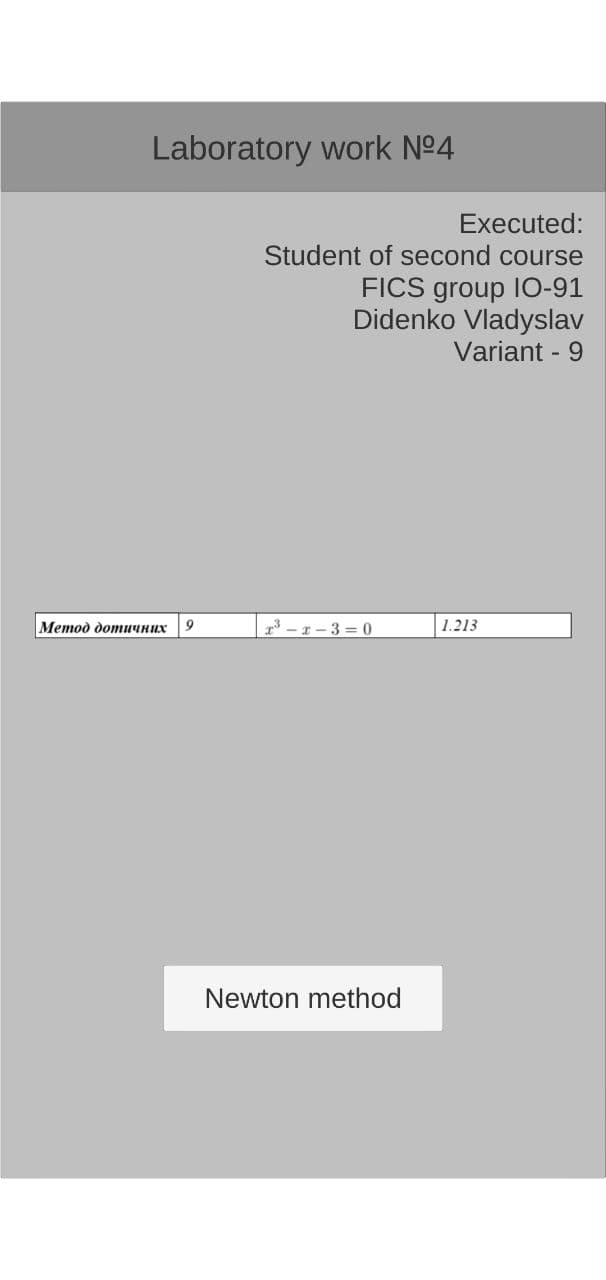 Laboratory work №4
Executed:
Student of second course
FICS group IO-91
Didenko Vladyslav
Variant - 9
Метод дотичних 9 x³ − x − 3 = 0 1.213
Newton method